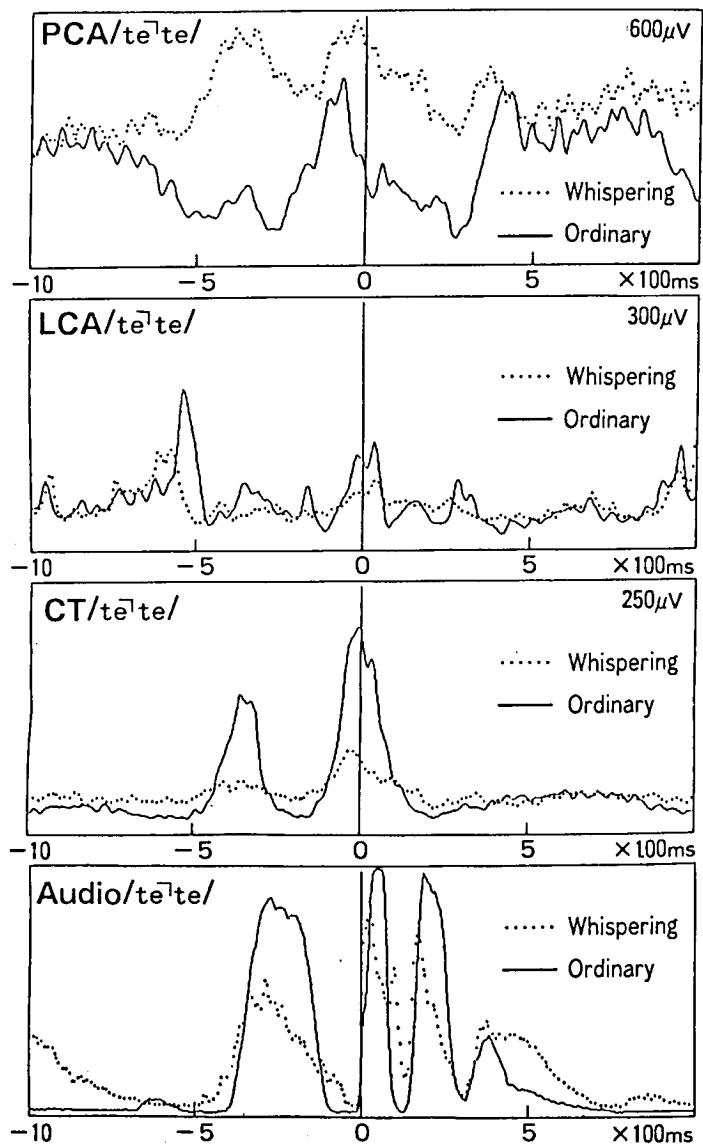 PCA/te˥te/ 600μV
Whispering
Ordinary
−10 −5 0 5 ×100ms
LCA/te˥te/ 300μV
Whispering
Ordinary
−10 −5 0 5 ×100ms
CT/te˥te/ 250μV
Whispering
Ordinary
−10 −5 0 5 ×100ms
Audio/te˥te/
Whispering
Ordinary
−10 −5 0 5 ×100ms